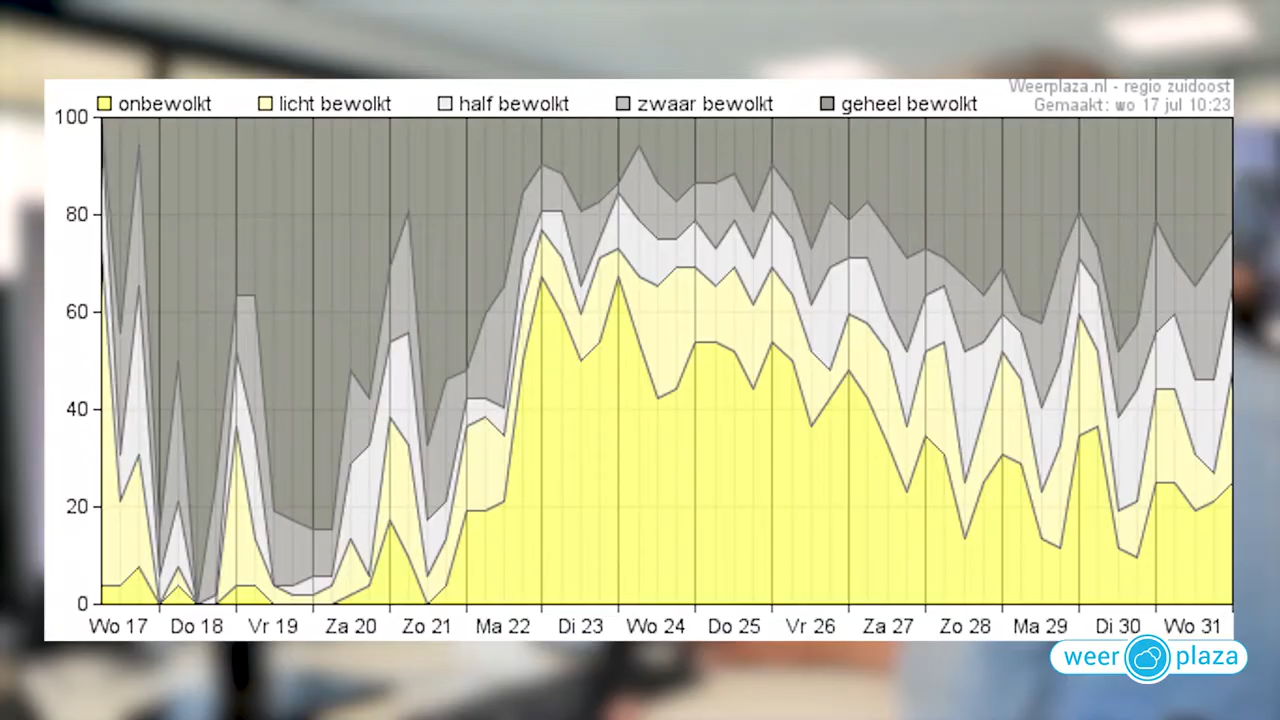 Weerplaza.nl - regio zuidoost
onbewolkt licht bewolkt half bewolkt zwaar bewolkt geheel bewolkt
Gemaakt: wo 17 jul 10:23
100
80
60
40
20
0
Wo 17 Do 18 Vr 19 Za 20 Zo 21 Ma 22 Di 23 Wo 24 Do 25 Vr 26 Za 27 Zo 28 Ma 29 Di 30 Wo 31
weer plaza